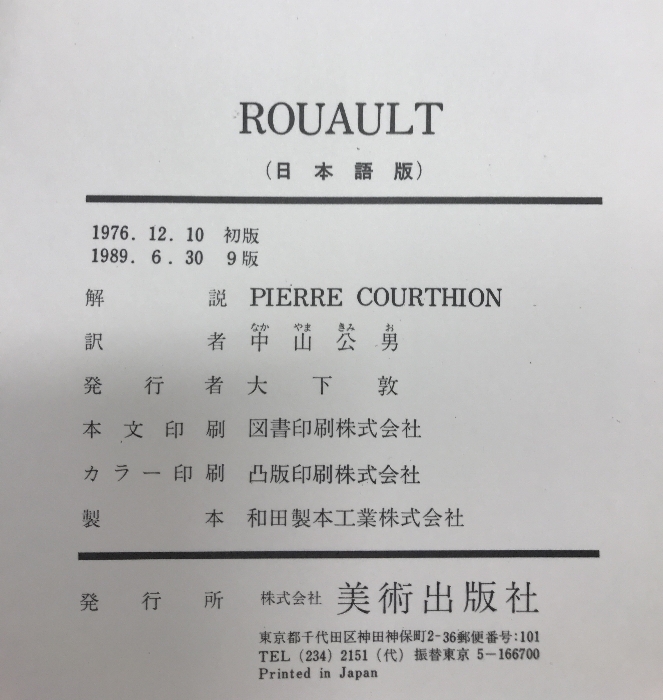 ROUAULT
(日本語版)
1976. 12. 10 初版
1989. 6. 30 9版
解説 PIERRE COURTHION
なか やま きみ お
訳者 中山公男
発行者 大下敦
本文印刷 図書印刷株式会社
カラー印刷 凸版印刷株式会社
製本 和田製本工業株式会社
発行所 株式会社 美術出版社
東京都千代田区神田神保町2-36郵便番号:101
TEL (234) 2151 (代) 振替東京 5-166700
Printed in Japan